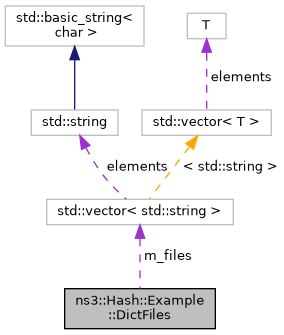 std::basic_string<
char >
T
elements
std::string
std::vector< T >
elements
< std::string >
std::vector< std::string >
m_files
ns3::Hash::Example
::DictFiles